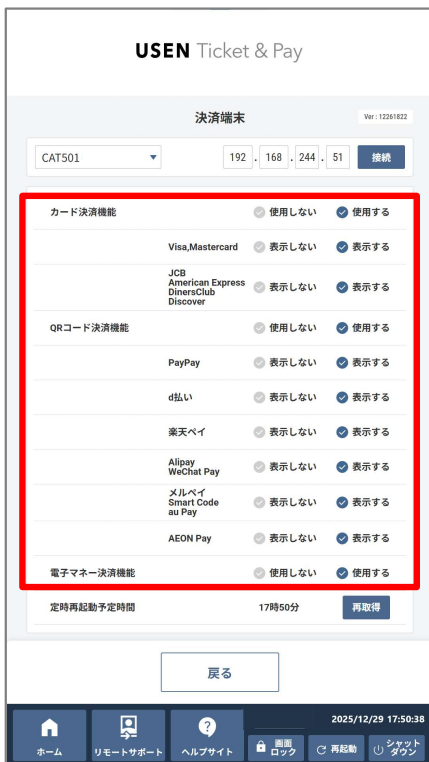 USEN Ticket & Pay
決済端末
Ver : 12261822
CAT501
192 . 168 . 244 . 51
接続
カード決済機能 使用しない 使用する
Visa,Mastercard 表示しない 表示する
JCB
American Express
DinersClub
Discover
表示しない 表示する
QRコード決済機能 使用しない 使用する
PayPay 表示しない 表示する
d払い 表示しない 表示する
楽天ペイ 表示しない 表示する
Alipay
WeChat Pay
表示しない 表示する
メルペイ
Smart Code
au Pay
表示しない 表示する
AEON Pay 表示しない 表示する
電子マネー決済機能 使用しない 使用する
定時再起動予定時間 17時50分 再取得
戻る
2025/12/29 17:50:38
ホーム
リモートサポート
ヘルプサイト
画面
ロック
再起動
シャット
ダウン